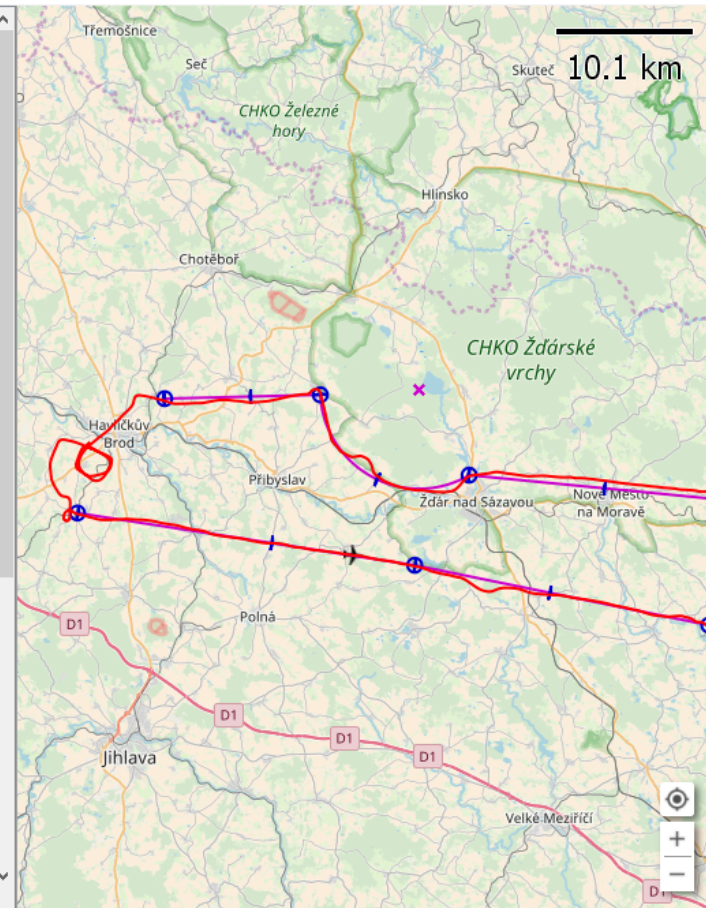 Třemošnice
Seč
10.1 km
Skuteč
CHKO Železné
hory
Hlinsko
Chotěboř
CHKO Žďárské
vrchy
Havlíčkův
Brod
Přibyslav
Žďár nad Sázavou
Nové Město
na Moravě
Polná
D1
D1
D1
D1
Jihlava
Velké Meziříčí
D1
+
−